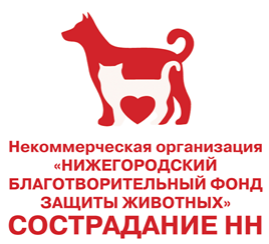 Некоммерческая организация
«НИЖЕГОРОДСКИЙ
БЛАГОТВОРИТЕЛЬНЫЙ ФОНД
ЗАЩИТЫ ЖИВОТНЫХ»
СОСТРАДАНИЕ НН